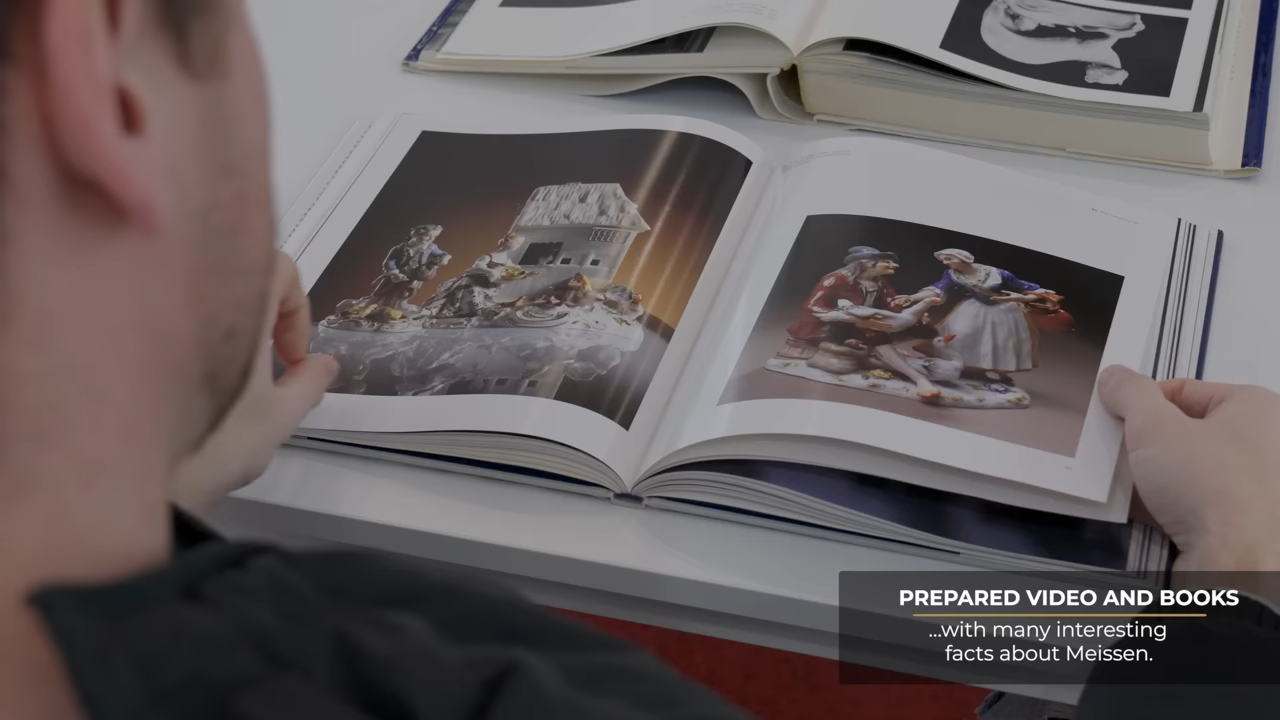 PREPARED VIDEO AND BOOKS
...with many interesting
facts about Meissen.